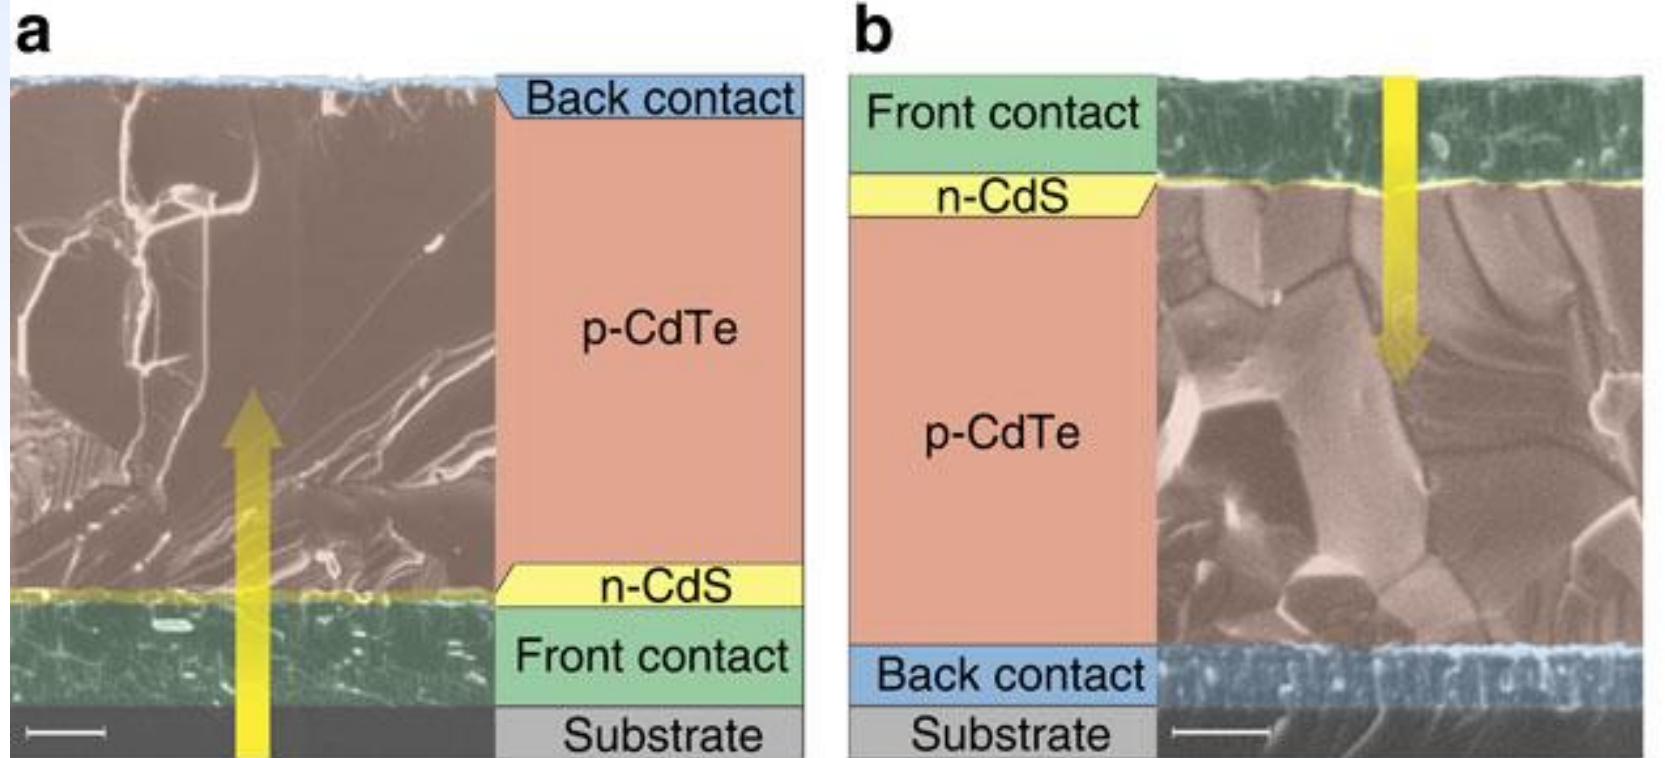 a
Back contact
p-CdTe
n-CdS
Front contact
Substrate
b
Front contact
n-CdS
p-CdTe
Back contact
Substrate